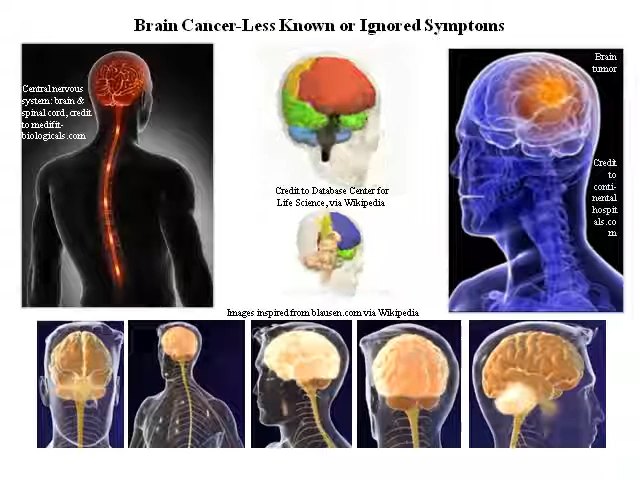 Brain Cancer-Less Known or Ignored Symptoms
Central nervous
system: brain &
spinal cord, credit
to medifit-
biologicals.com
Brain
tumor
Credit
to
conti-
nental
hospit
als.co
m
Credit to Database Center for
Life Science, via Wikipedia
Images inspired from blausen.com via Wikipedia